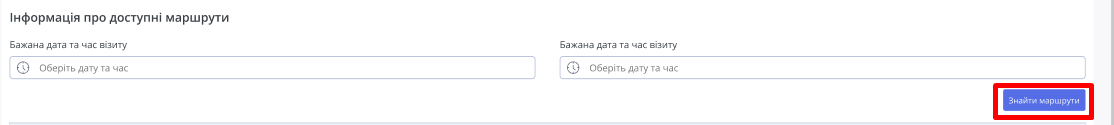 Інформація про доступні маршрути
Бажана дата та час візиту
Бажана дата та час візиту
Оберіть дату та час
Оберіть дату та час
Знайти маршрути